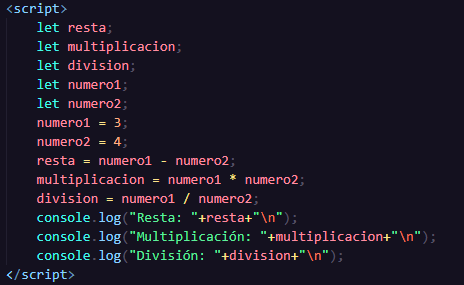 <script>
let resta;
let multiplicacion;
let division;
let numero1;
let numero2;
numero1 = 3;
numero2 = 4;
resta = numero1 - numero2;
multiplicacion = numero1 * numero2;
division = numero1 / numero2;
console.log("Resta: "+resta+"\n");
console.log("Multiplicación: "+multiplicacion+"\n");
console.log("División: "+division+"\n");
</script>